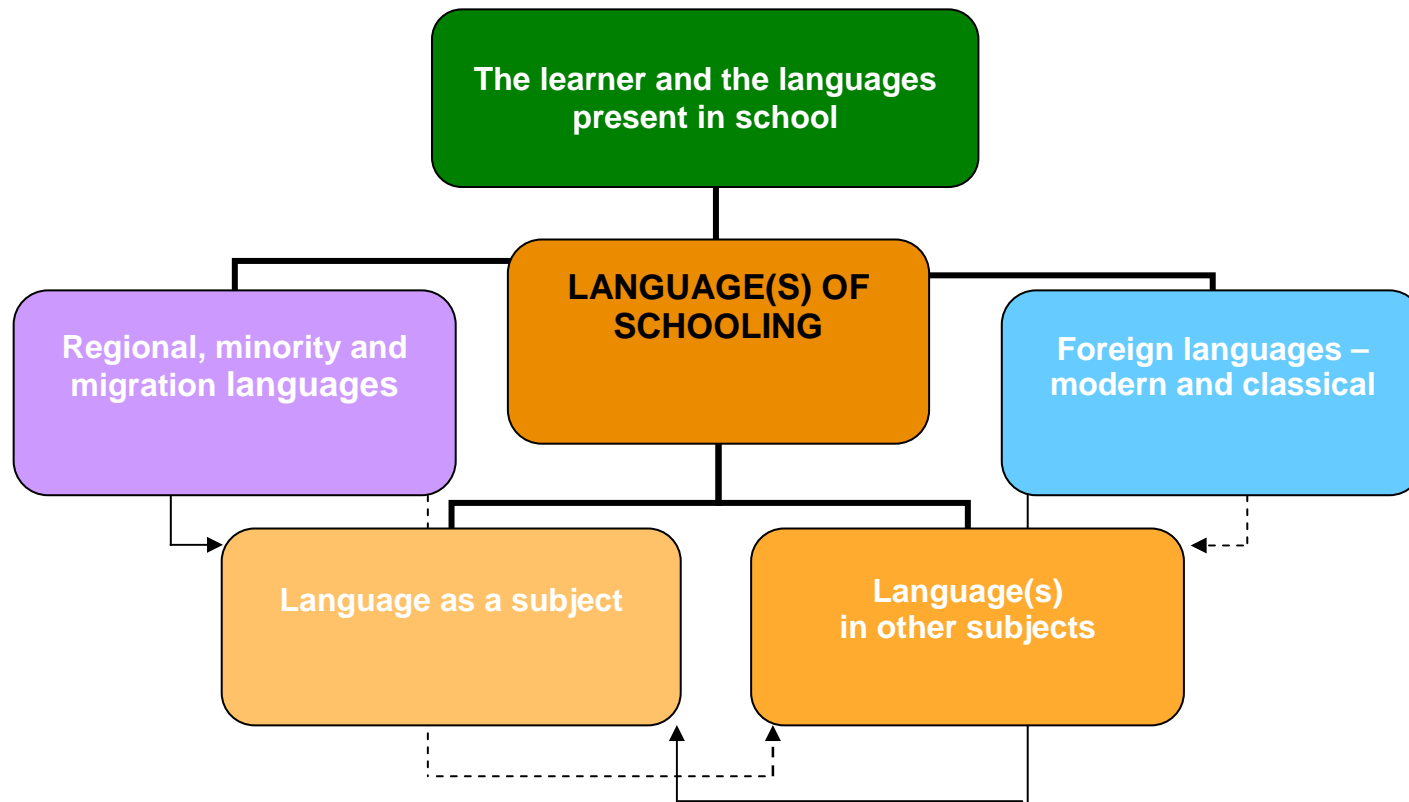 The learner and the languages
present in school
LANGUAGE(S) OF
SCHOOLING
Regional, minority and
migration languages
Foreign languages –
modern and classical
Language as a subject
Language(s)
in other subjects